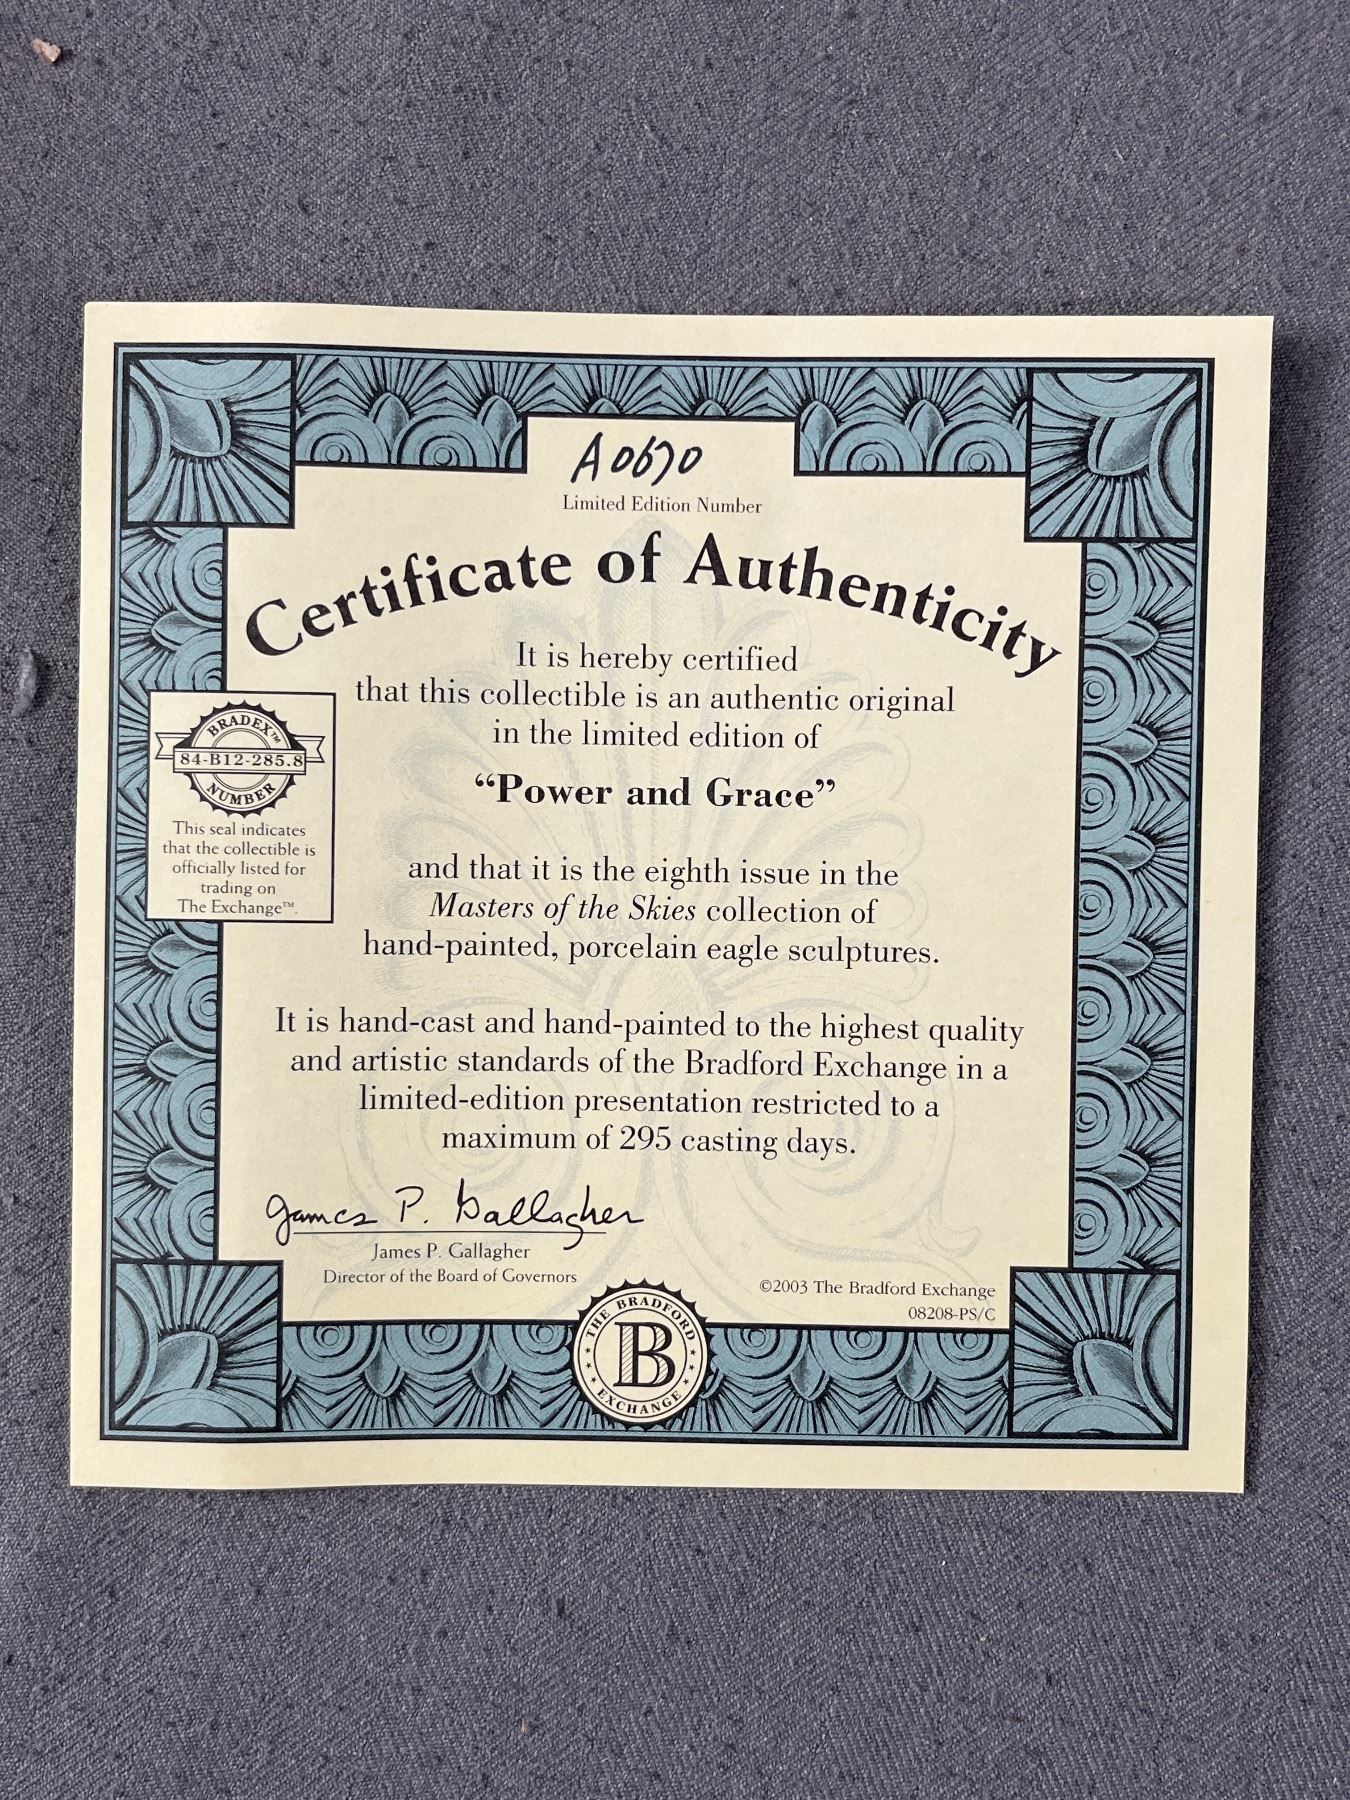 A0670
Limited Edition Number
Certificate of Authenticity
It is hereby certified
that this collectible is an authentic original
in the limited edition of
“Power and Grace”
BRADEX™
84-B12-285.8
NUMBER
This seal indicates
that the collectible is
officially listed for
trading on
The Exchange™.
and that it is the eighth issue in the
Masters of the Skies collection of
hand-painted, porcelain eagle sculptures.
It is hand-cast and hand-painted to the highest quality
and artistic standards of the Bradford Exchange in a
limited-edition presentation restricted to a
maximum of 295 casting days.
James P. Gallagher
James P. Gallagher
Director of the Board of Governors
©2003 The Bradford Exchange
08208-PS/C
THE BRADFORD
B
EXCHANGE